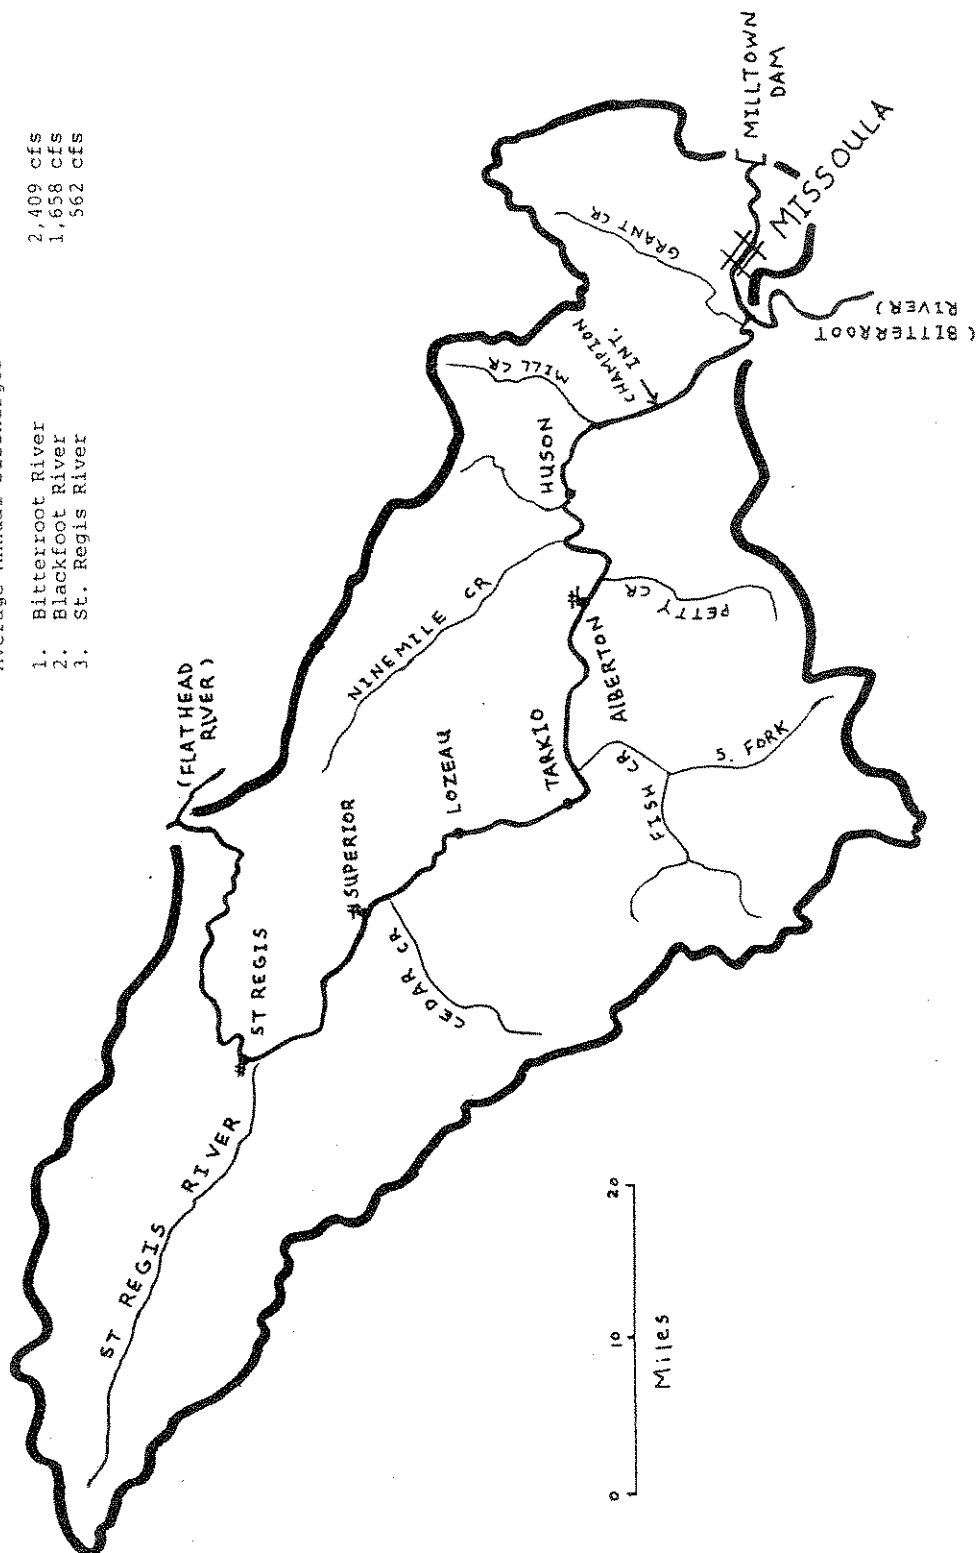 Average Annual Discharge
1. Bitterroot River 2,409 cfs
2. Blackfoot River 1,658 cfs
3. St. Regis River 562 cfs
(FLATHEAD
RIVER)
ST REGIS RIVER
ST REGIS
SUPERIOR
LOZEAU
CEDAR CR
NINEMILE CR
TARKIO
ALBERTON
FISH CR
S. FORK
PETTY CR
HUSON
MILL CR
CHAMPION
INT.
GRANT CR
MILLTOWN
DAM
MISSOULA
(BITTERROOT
RIVER)
0 10 20
Miles